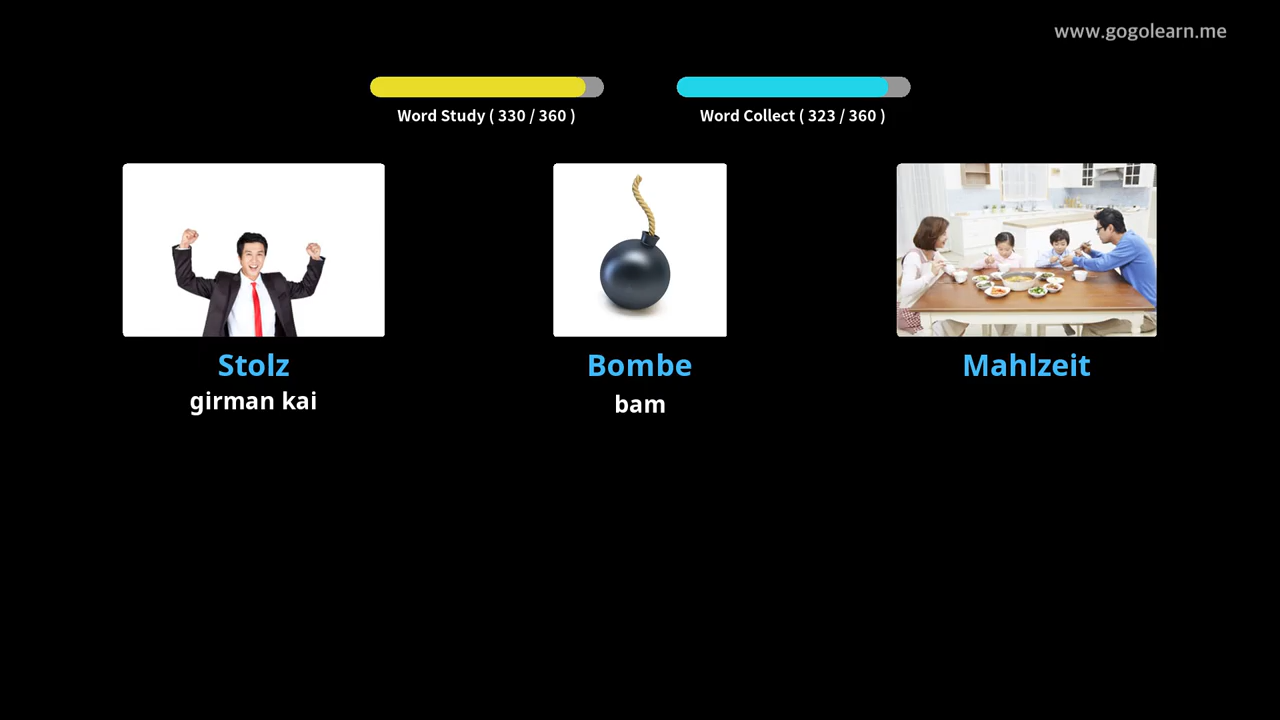 www.gogolearn.me
Word Study ( 330 / 360 )
Word Collect ( 323 / 360 )
Stolz
girman kai
Bombe
bam
Mahlzeit